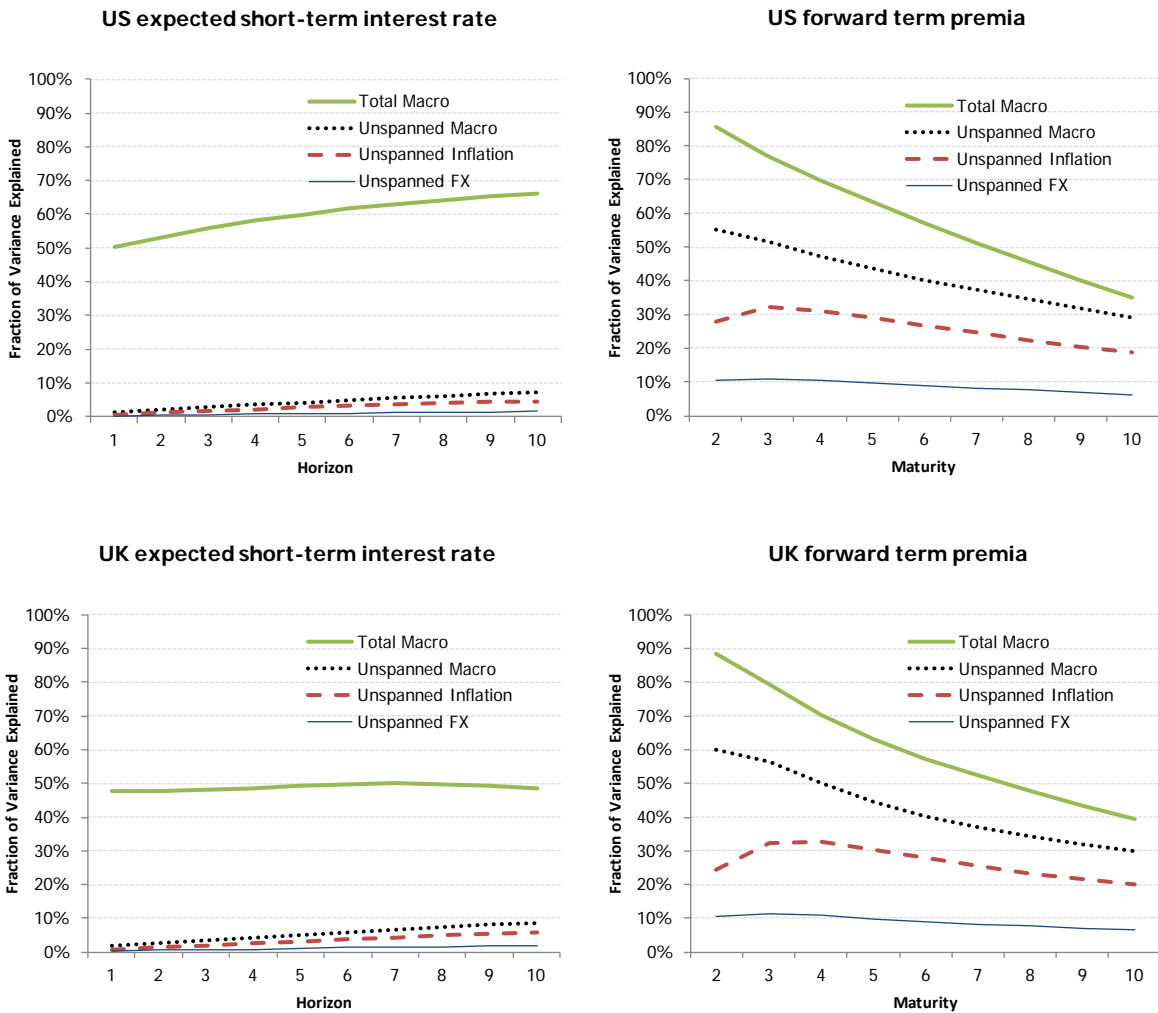 US expected short-term interest rate
100%
90%
80%
70%
60%
50%
40%
30%
20%
10%
0%
Fraction of Variance Explained
Total Macro
Unspanned Macro
Unspanned Inflation
Unspanned FX
1 2 3 4 5 6 7 8 9 10
Horizon
US forward term premia
100%
90%
80%
70%
60%
50%
40%
30%
20%
10%
0%
Fraction of Variance Explained
Total Macro
Unspanned Macro
Unspanned Inflation
Unspanned FX
2 3 4 5 6 7 8 9 10
Maturity
UK expected short-term interest rate
100%
90%
80%
70%
60%
50%
40%
30%
20%
10%
0%
Fraction of Variance Explained
Total Macro
Unspanned Macro
Unspanned Inflation
Unspanned FX
1 2 3 4 5 6 7 8 9 10
Horizon
UK forward term premia
100%
90%
80%
70%
60%
50%
40%
30%
20%
10%
0%
Fraction of Variance Explained
Total Macro
Unspanned Macro
Unspanned Inflation
Unspanned FX
2 3 4 5 6 7 8 9 10
Maturity